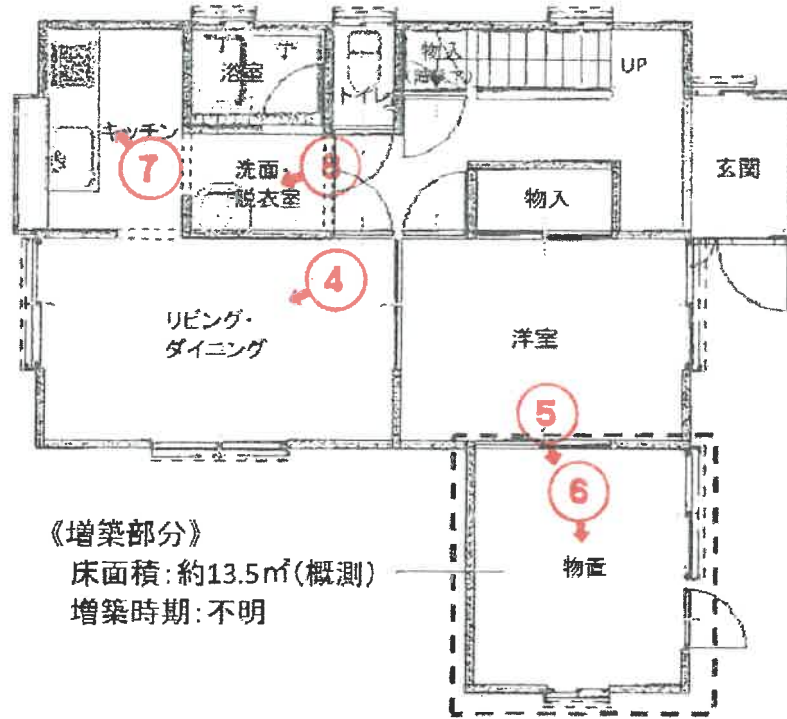 浴室
トイレ
物入
(階段下)
UP
キッチン
7
洗面・
脱衣室
8
物入
玄関
4
リビング・
ダイニング
洋室
5
6
物置
《増築部分》
床面積:約13.5㎡(概測)
増築時期:不明